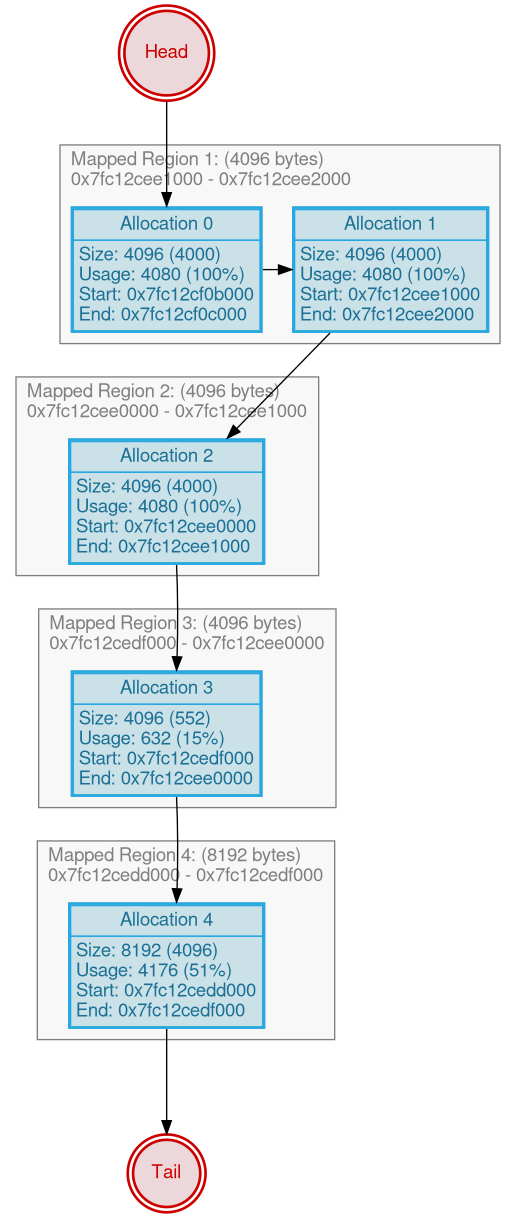 Head
Mapped Region 1: (4096 bytes)
0x7fc12cee1000 - 0x7fc12cee2000
Allocation 0
Size: 4096 (4000)
Usage: 4080 (100%)
Start: 0x7fc12cf0b000
End: 0x7fc12cf0c000
Allocation 1
Size: 4096 (4000)
Usage: 4080 (100%)
Start: 0x7fc12cee1000
End: 0x7fc12cee2000
Mapped Region 2: (4096 bytes)
0x7fc12cee0000 - 0x7fc12cee1000
Allocation 2
Size: 4096 (4000)
Usage: 4080 (100%)
Start: 0x7fc12cee0000
End: 0x7fc12cee1000
Mapped Region 3: (4096 bytes)
0x7fc12cedf000 - 0x7fc12cee0000
Allocation 3
Size: 4096 (552)
Usage: 632 (15%)
Start: 0x7fc12cedf000
End: 0x7fc12cee0000
Mapped Region 4: (8192 bytes)
0x7fc12cedd000 - 0x7fc12cedf000
Allocation 4
Size: 8192 (4096)
Usage: 4176 (51%)
Start: 0x7fc12cedd000
End: 0x7fc12cedf000
Tail